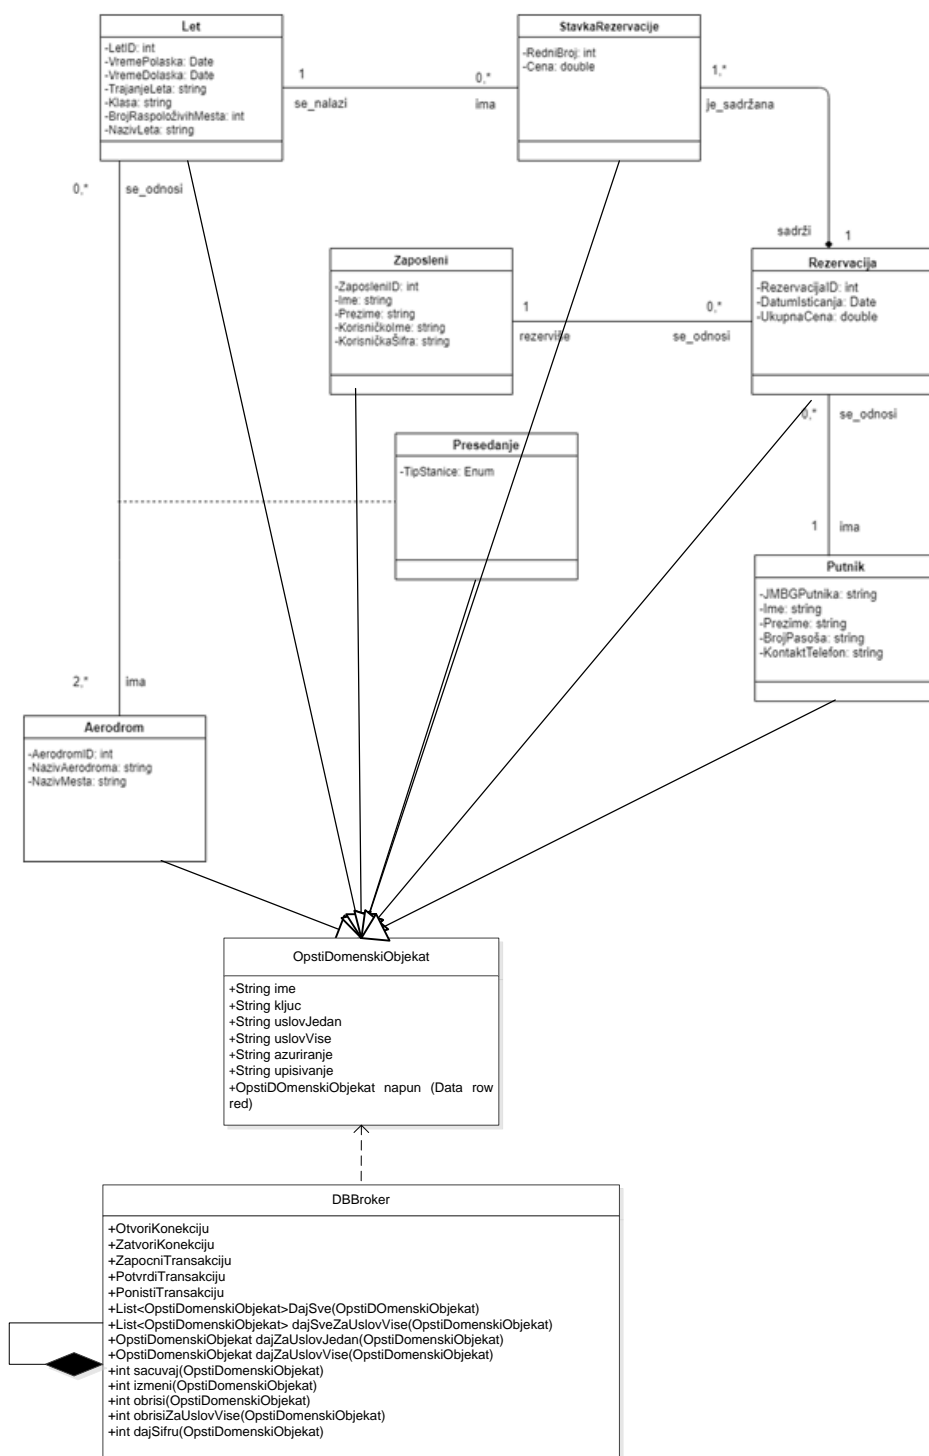 Let
-LetID: int
-VremePolaska: Date
-VremeDolaska: Date
-TrajanjeLeta: string
-Klasa: string
-BrojRaspoloživihMesta: int
-NazivLeta: string
StavkaRezervacije
-RedniBroj: int
-Cena: double
1
se_nalazi
0,*
ima
1,*
je_sadržana
0,*
se_odnosi
sadrži
1
Zaposleni
-ZaposleniID: int
-Ime: string
-Prezime: string
-KorisničkoIme: string
-KorisničkaŠifra: string
1
rezerviše
0,*
se_odnosi
Rezervacija
-RezervacijaID: int
-DatumIsticanja: Date
-UkupnaCena: double
0,*
se_odnosi
Presedanje
-TipStanice: Enum
1
ima
Putnik
-JMBGPutnika: string
-Ime: string
-Prezime: string
-BrojPasoša: string
-KontaktTelefon: string
2,*
ima
Aerodrom
-AerodromID: int
-NazivAerodroma: string
-NazivMesta: string
OpstiDomenskiObjekat
+String ime
+String kljuc
+String uslovJedan
+String uslovVise
+String azuriranje
+String upisivanje
+OpstiDOmenskiObjekat napun (Data row
red)
DBBroker
+OtvoriKonekciju
+ZatvoriKonekciju
+ZapocniTransakciju
+PotvrdiTransakciju
+PonistiTransakciju
+List<OpstiDomenskiObjekat>DajSve(OpstiDOmenskiObjekat)
+List<OpstiDomenskiObjekat> dajSveZaUslovVise(OpstiDomenskiObjekat)
+OpstiDomenskiObjekat dajZaUslovJedan(OpstiDomenskiObjekat)
+OpstiDomenskiObjekat dajZaUslovVise(OpstiDomenskiObjekat)
+int sacuvaj(OpstiDomenskiObjekat)
+int izmeni(OpstiDomenskiObjekat)
+int obrisi(OpstiDomenskiObjekat)
+int obrisiZaUslovVise(OpstiDomenskiObjekat)
+int dajSifru(OpstiDomenskiObjekat)